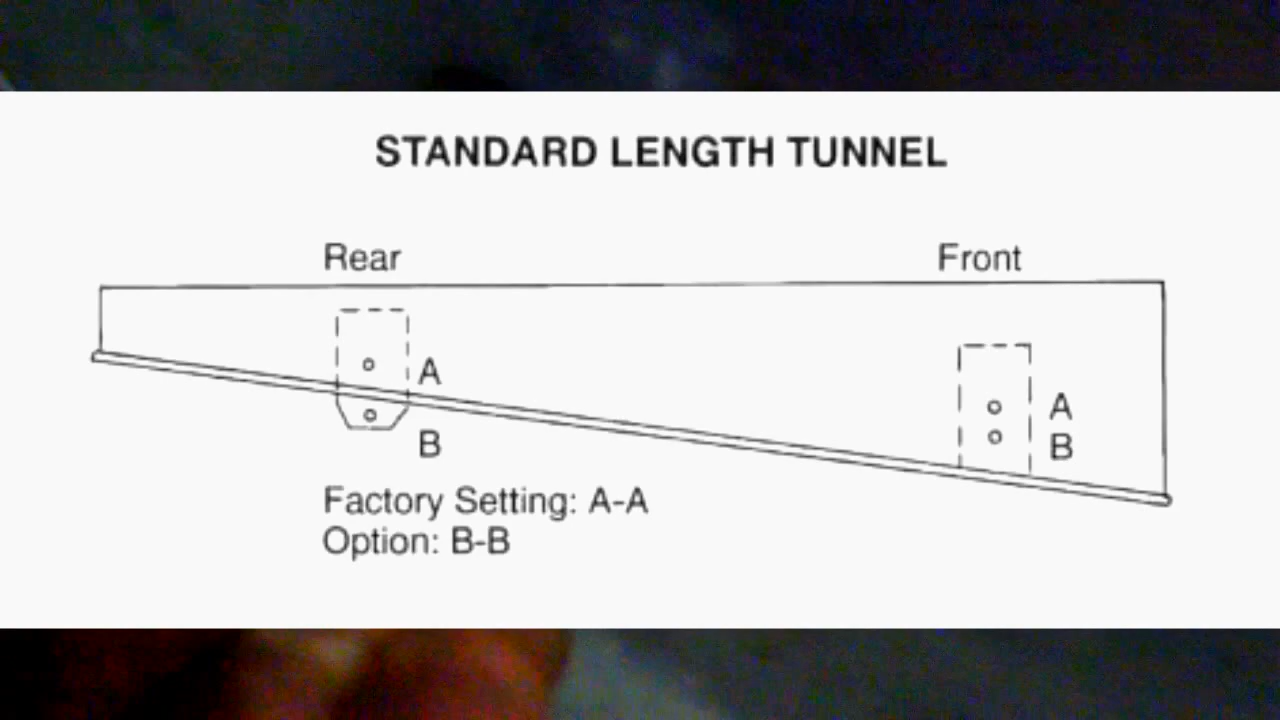 STANDARD LENGTH TUNNEL
Rear
Front
A
B
A
B
Factory Setting: A-A
Option: B-B